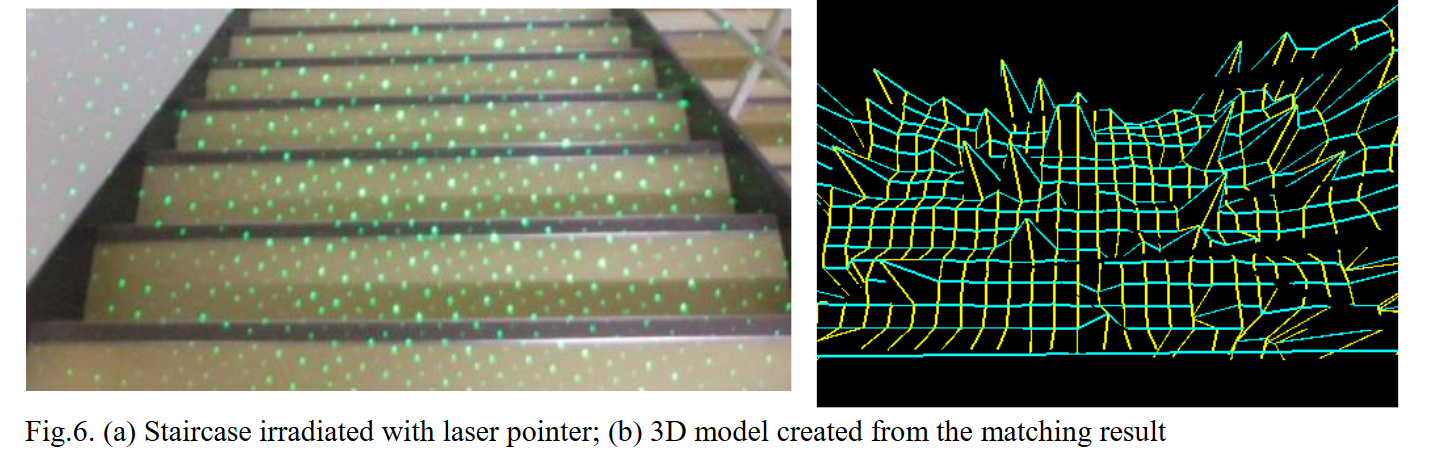 Fig.6. (a) Staircase irradiated with laser pointer; (b) 3D model created from the matching result